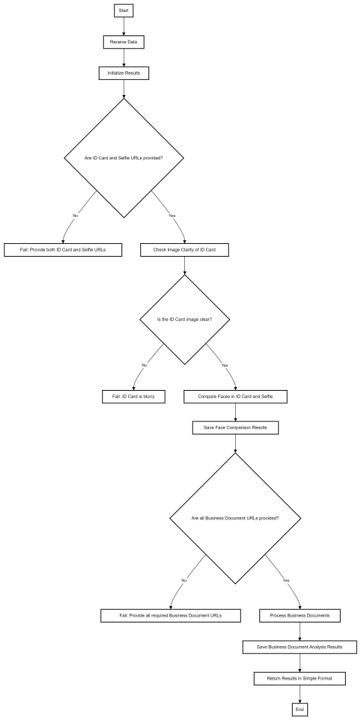 Start
Receive Data
Initialize Results
Are ID Card and Selfie URLs provided?
No
Yes
Fail: Provide both ID Card and Selfie URLs
Check Image Clarity of ID Card
Is the ID Card image clear?
No
Yes
Fail: ID Card is blurry
Compare Faces in ID Card and Selfie
Save Face Comparison Results
Are all Business Document URLs provided?
No
Yes
Fail: Provide all required Business Document URLs
Process Business Documents
Save Business Document Analysis Results
Return Results in Simple Format
End